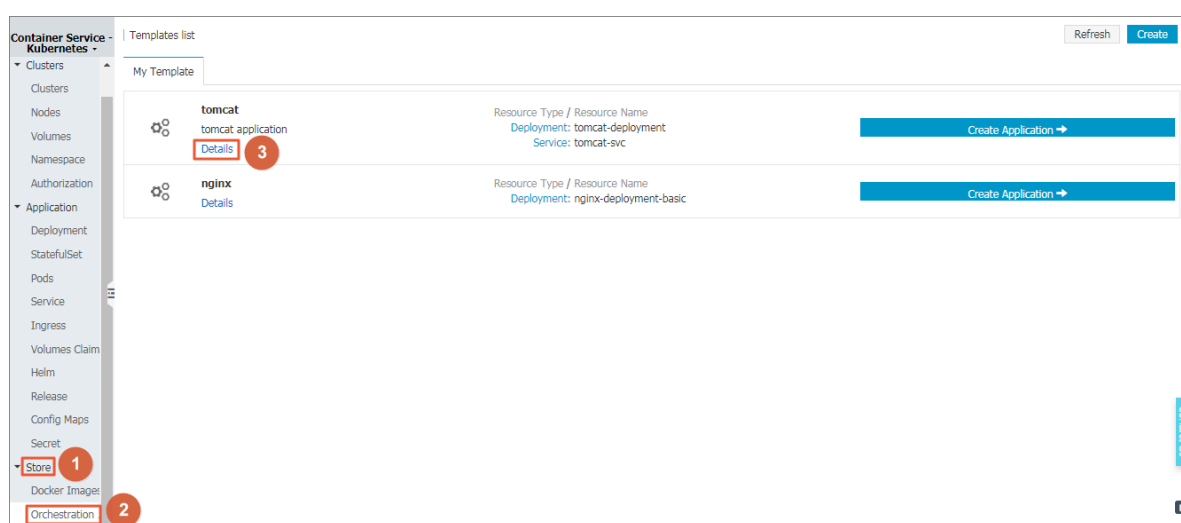 Container Service -
Kubernetes
Clusters
Clusters
Nodes
Volumes
Namespace
Authorization
Application
Deployment
StatefulSet
Pods
Service
Ingress
Volumes Claim
Helm
Release
Config Maps
Secret
Store 1
Docker Images
Orchestration 2
Templates list
Refresh
Create
My Template
tomcat
tomcat application
Details 3
Resource Type / Resource Name
Deployment: tomcat-deployment
Service: tomcat-svc
Create Application ➔
nginx
Details
Resource Type / Resource Name
Deployment: nginx-deployment-basic
Create Application ➔